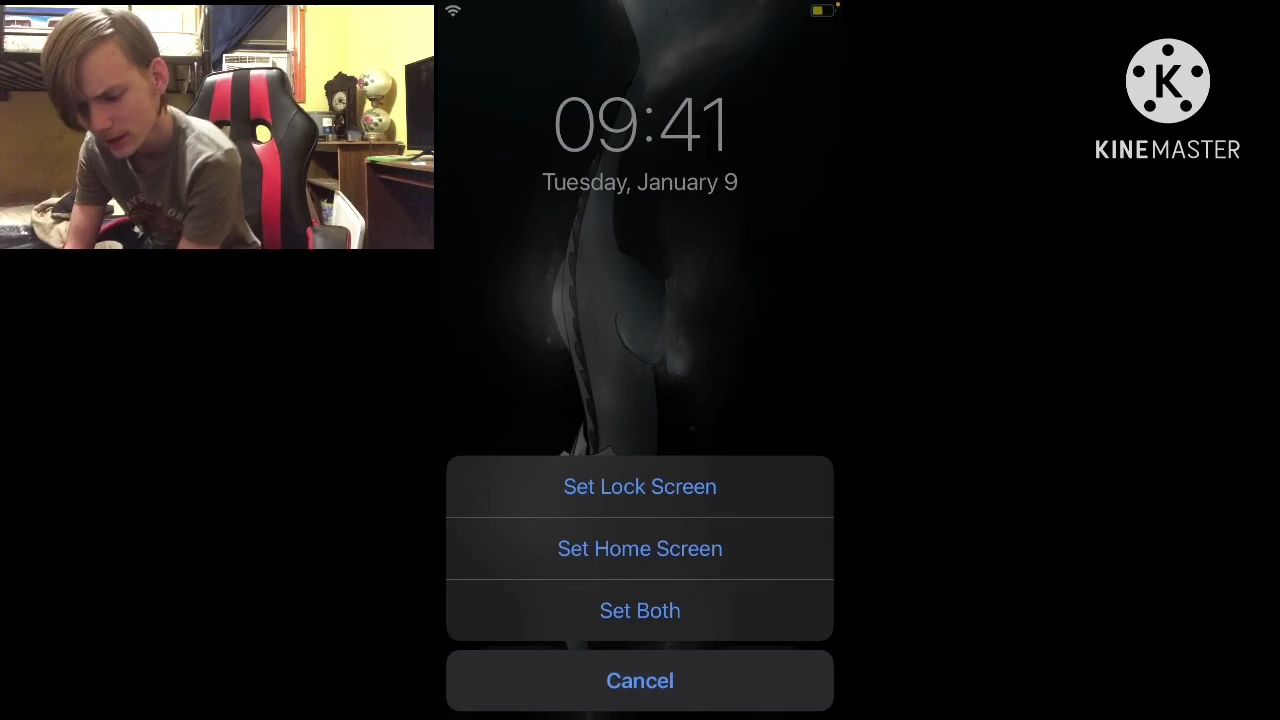 09:41
Tuesday, January 9
K
KINEMASTER
Set Lock Screen
Set Home Screen
Set Both
Cancel